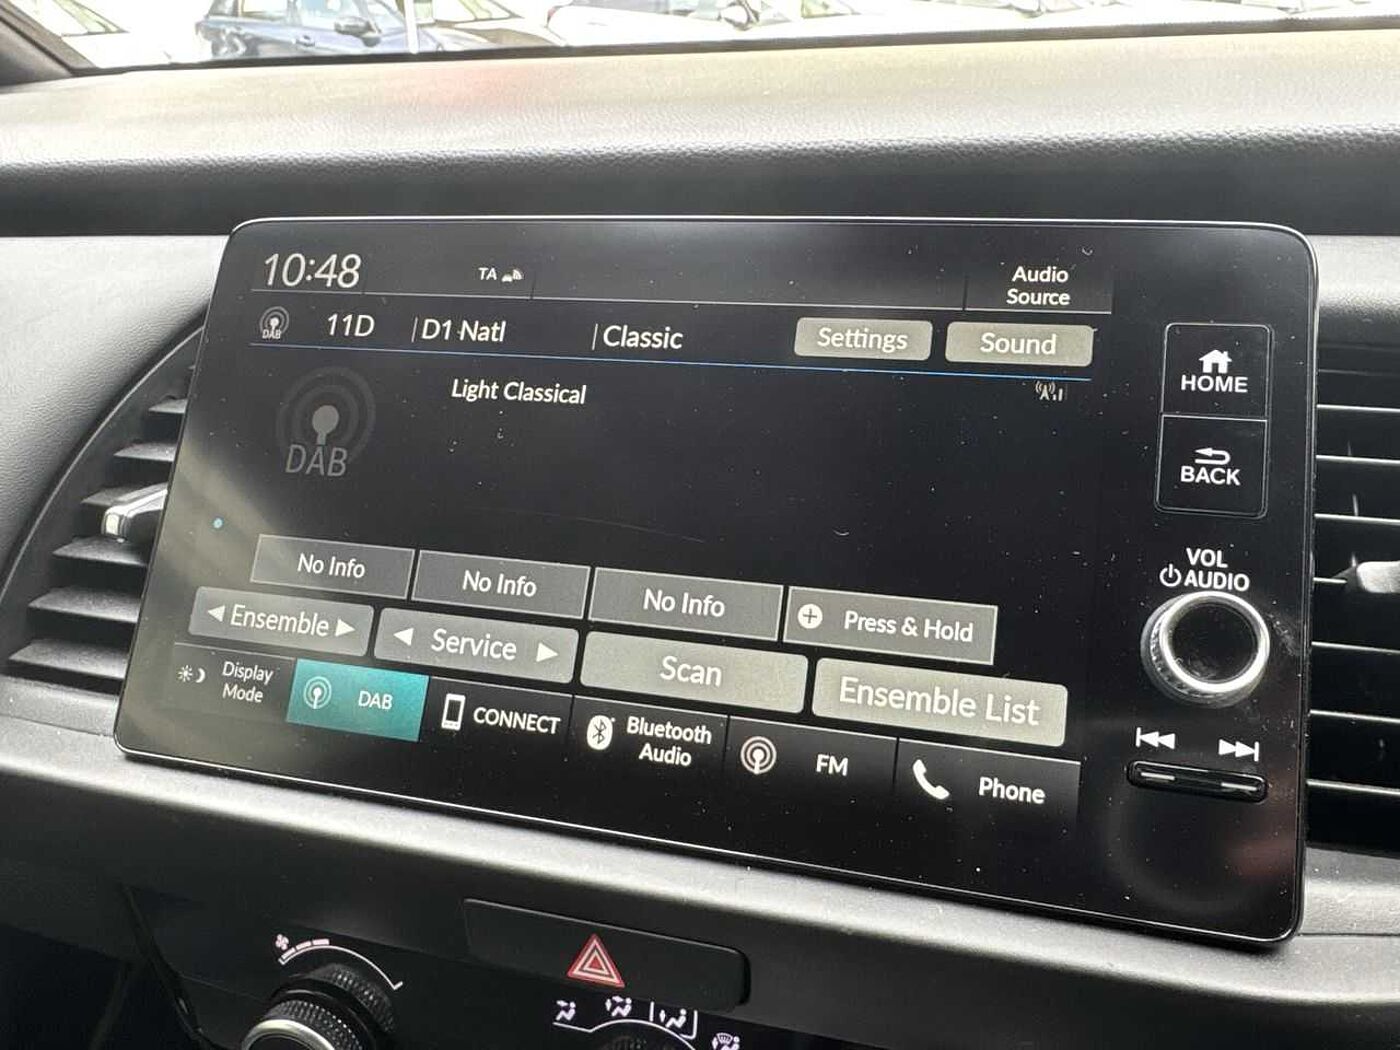 10:48
TA
Audio
Source
DAB
11D
D1 Natl
Classic
Settings
Sound
Light Classical
DAB
HOME
BACK
No Info
No Info
No Info
Press & Hold
VOL
AUDIO
Ensemble
Service
Scan
Ensemble List
Display
Mode
DAB
CONNECT
Bluetooth
Audio
FM
Phone